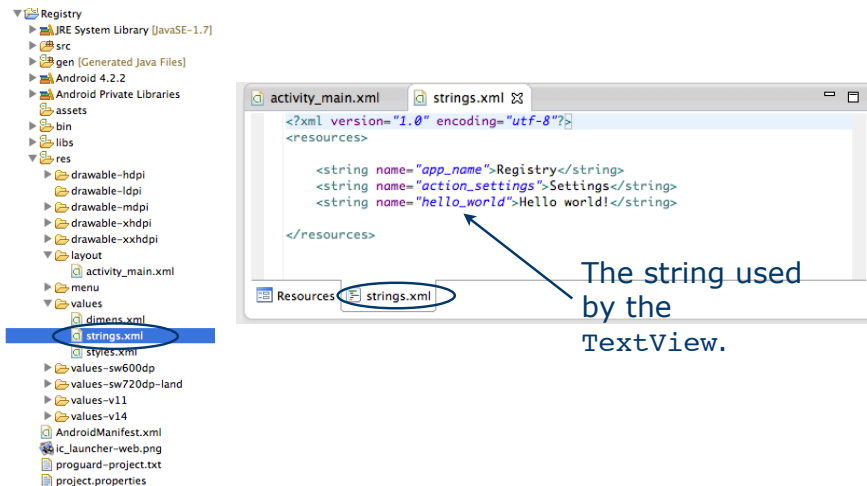 Registry
JRE System Library [JavaSE-1.7]
src
gen [Generated Java Files]
Android 4.2.2
Android Private Libraries
assets
bin
libs
res
drawable-hdpi
drawable-ldpi
drawable-mdpi
drawable-xhdpi
drawable-xxhdpi
layout
activity_main.xml
menu
values
dimens.xml
strings.xml
styles.xml
values-sw600dp
values-sw720dp-land
values-v11
values-v14
AndroidManifest.xml
ic_launcher-web.png
proguard-project.txt
project.properties
activity_main.xml strings.xml
<?xml version="1.0" encoding="utf-8"?>
<resources>
<string name="app_name">Registry</string>
<string name="action_settings">Settings</string>
<string name="hello_world">Hello world!</string>
</resources>
Resources strings.xml
The string used
by the
TextView.